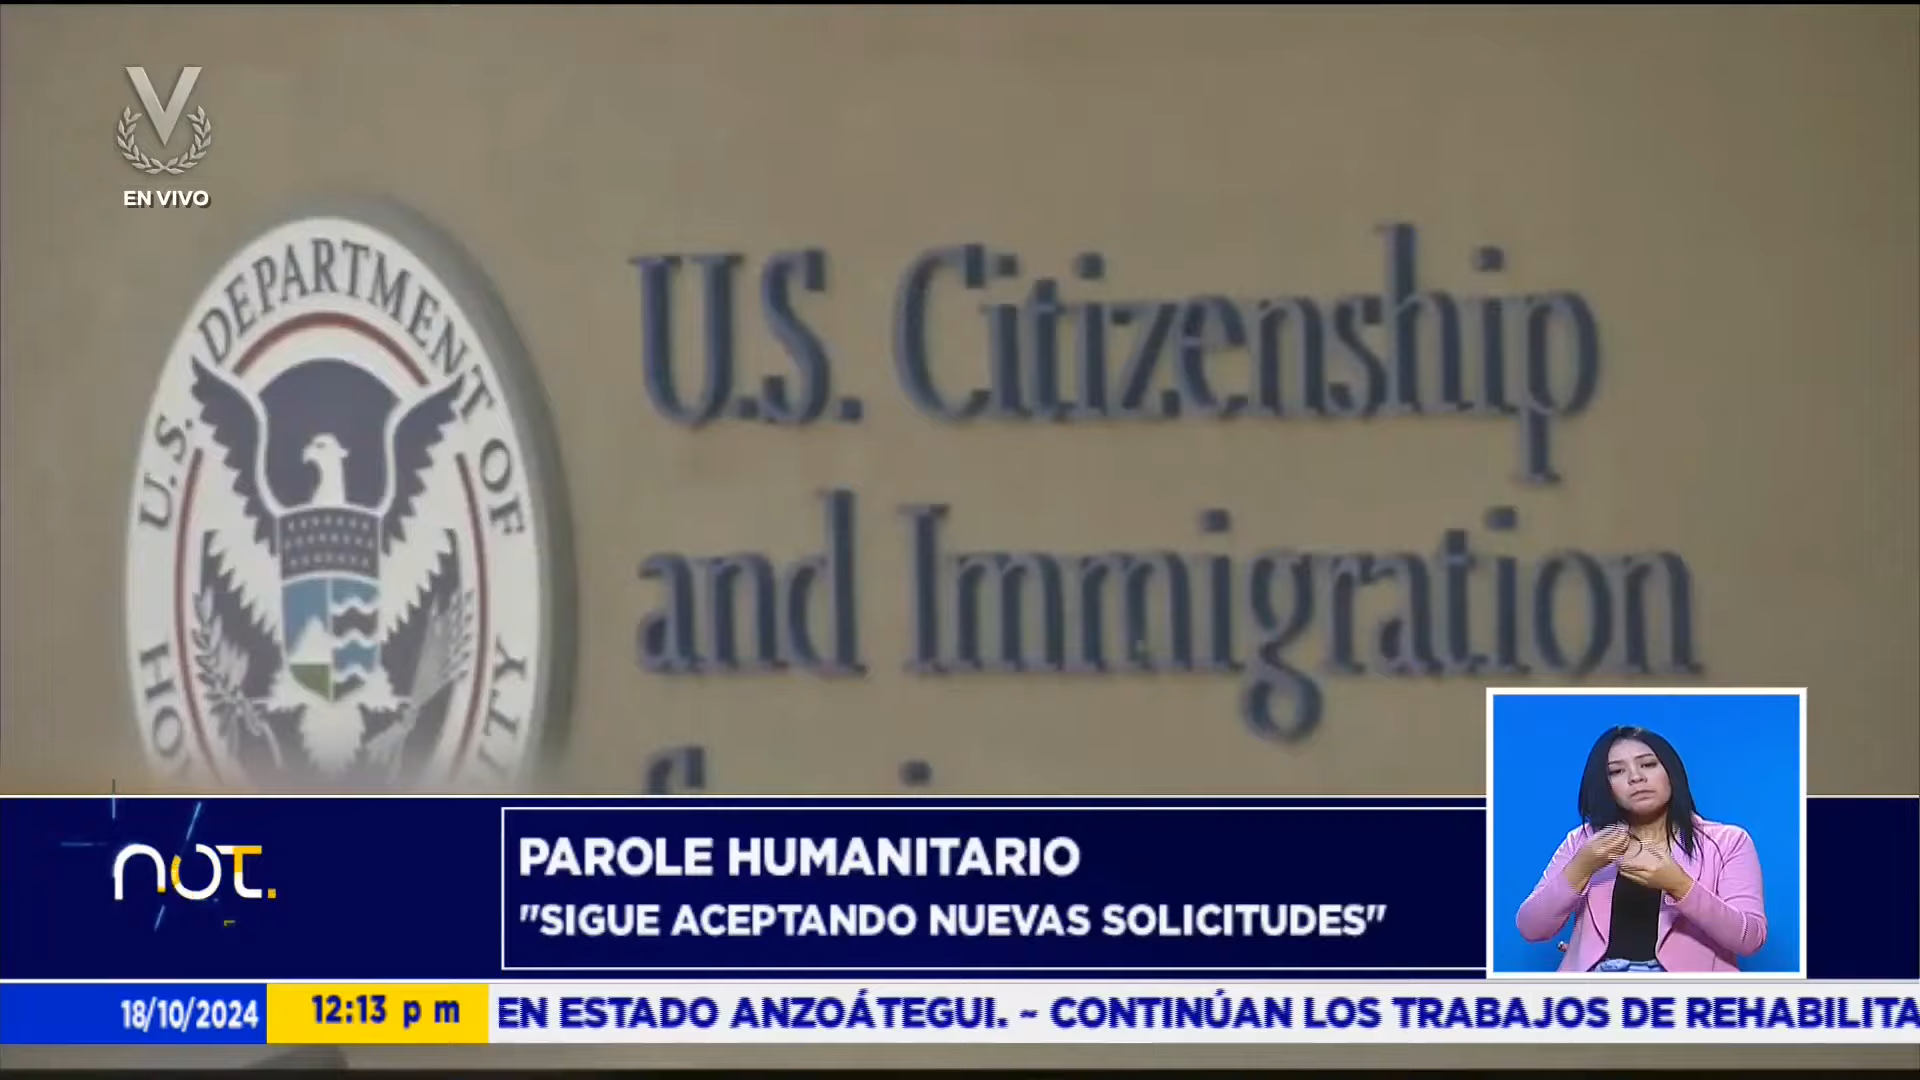 V
EN VIVO
U.S. DEPARTMENT OF
U.S. Citizenship
and Immigration
not.
PAROLE HUMANITARIO
"SIGUE ACEPTANDO NUEVAS SOLICITUDES"
18/10/2024
12:13 p m
EN ESTADO ANZOÁTEGUI. ~ CONTINÚAN LOS TRABAJOS DE REHABILITA